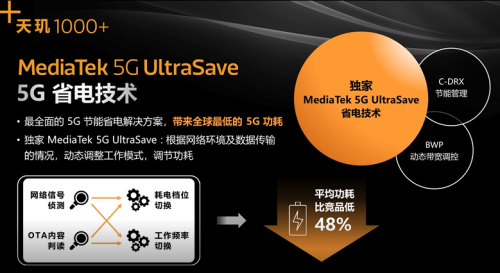 天玑 1000+
MediaTek 5G UltraSave
5G 省电技术
• 最全面的 5G 节能省电解决方案，带来全球最低的 5G 功耗
• 独家 MediaTek 5G UltraSave：根据网络环境及数据传输
的情况，动态调整工作模式，调节功耗
网络信号
侦测
耗电档位
切换
OTA内容
判读
工作频率
切换
独家
MediaTek 5G UltraSave
省电技术
C-DRX
节能管理
BWP
动态带宽调控
平均功耗
比竞品低
48%